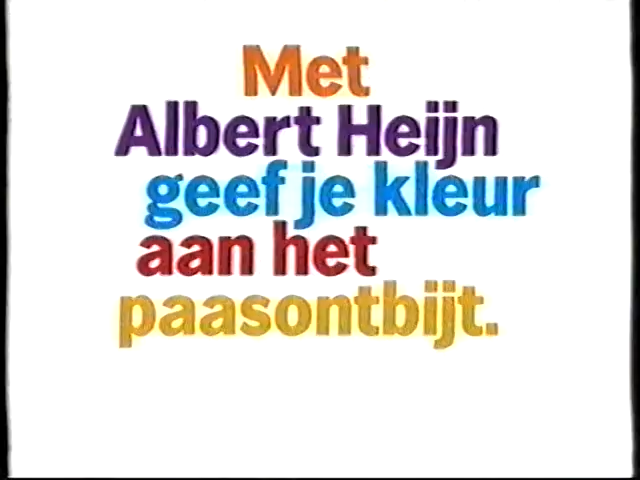 Met
Albert Heijn
geef je kleur
aan het
paasontbijt.